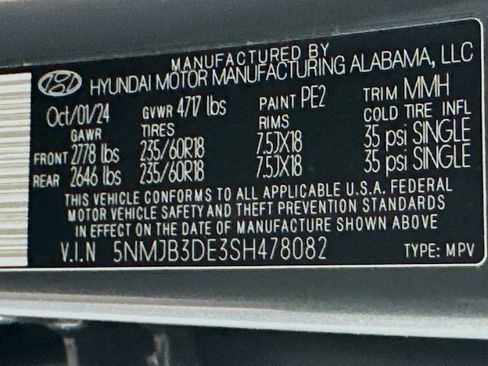 MANUFACTURED BY
HYUNDAI MOTOR MANUFACTURING ALABAMA, LLC
Oct/01/24 GVWR 4717 lbs PAINT PE2 TRIM MMH
GAWR TIRES RIMS COLD TIRE INFL
FRONT 2778 lbs 235/60R18 7.5JX18 35 psi SINGLE
REAR 2646 lbs 235/60R18 7.5JX18 35 psi SINGLE
THIS VEHICLE CONFORMS TO ALL APPLICABLE U.S.A. FEDERAL
MOTOR VEHICLE SAFETY AND THEFT PREVENTION STANDARDS
IN EFFECT ON THE DATE OF MANUFACTURE SHOWN ABOVE
V.I.N 5NMJB3DE3SH478082 TYPE: MPV